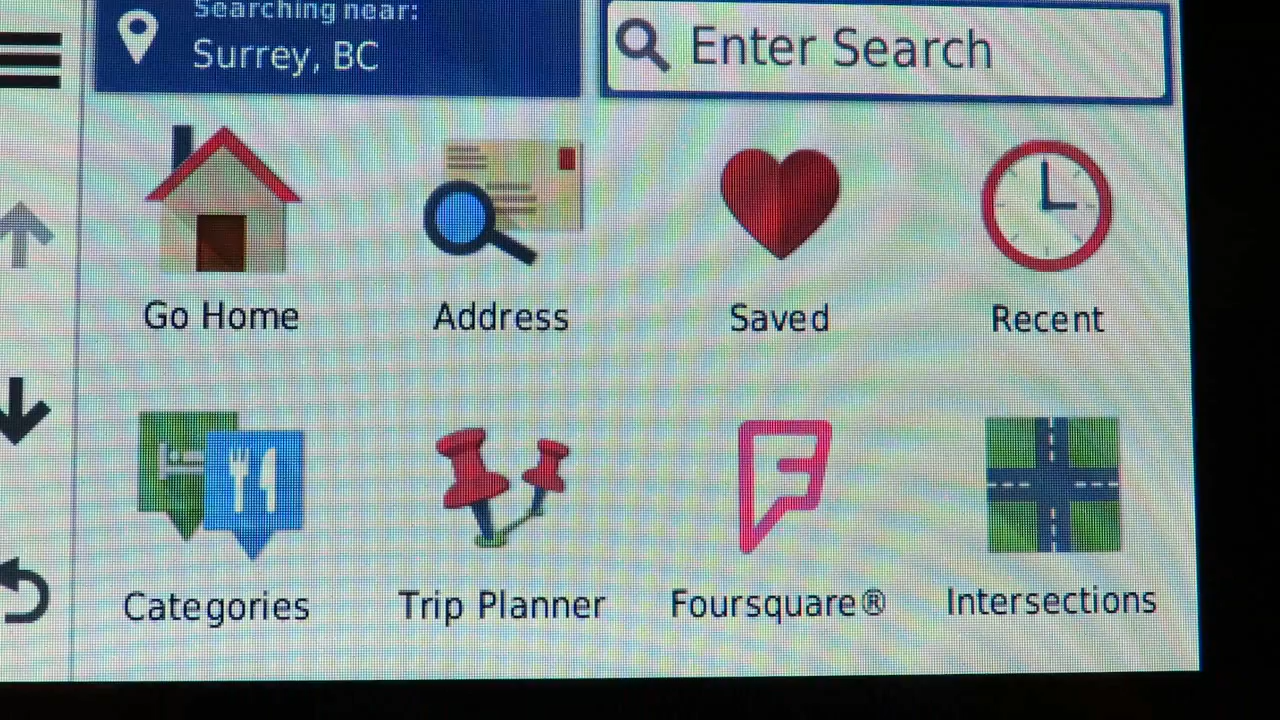 Searching near:
Surrey, BC
Enter Search
Go Home
Address
Saved
Recent
Categories
Trip Planner
Foursquare®
Intersections